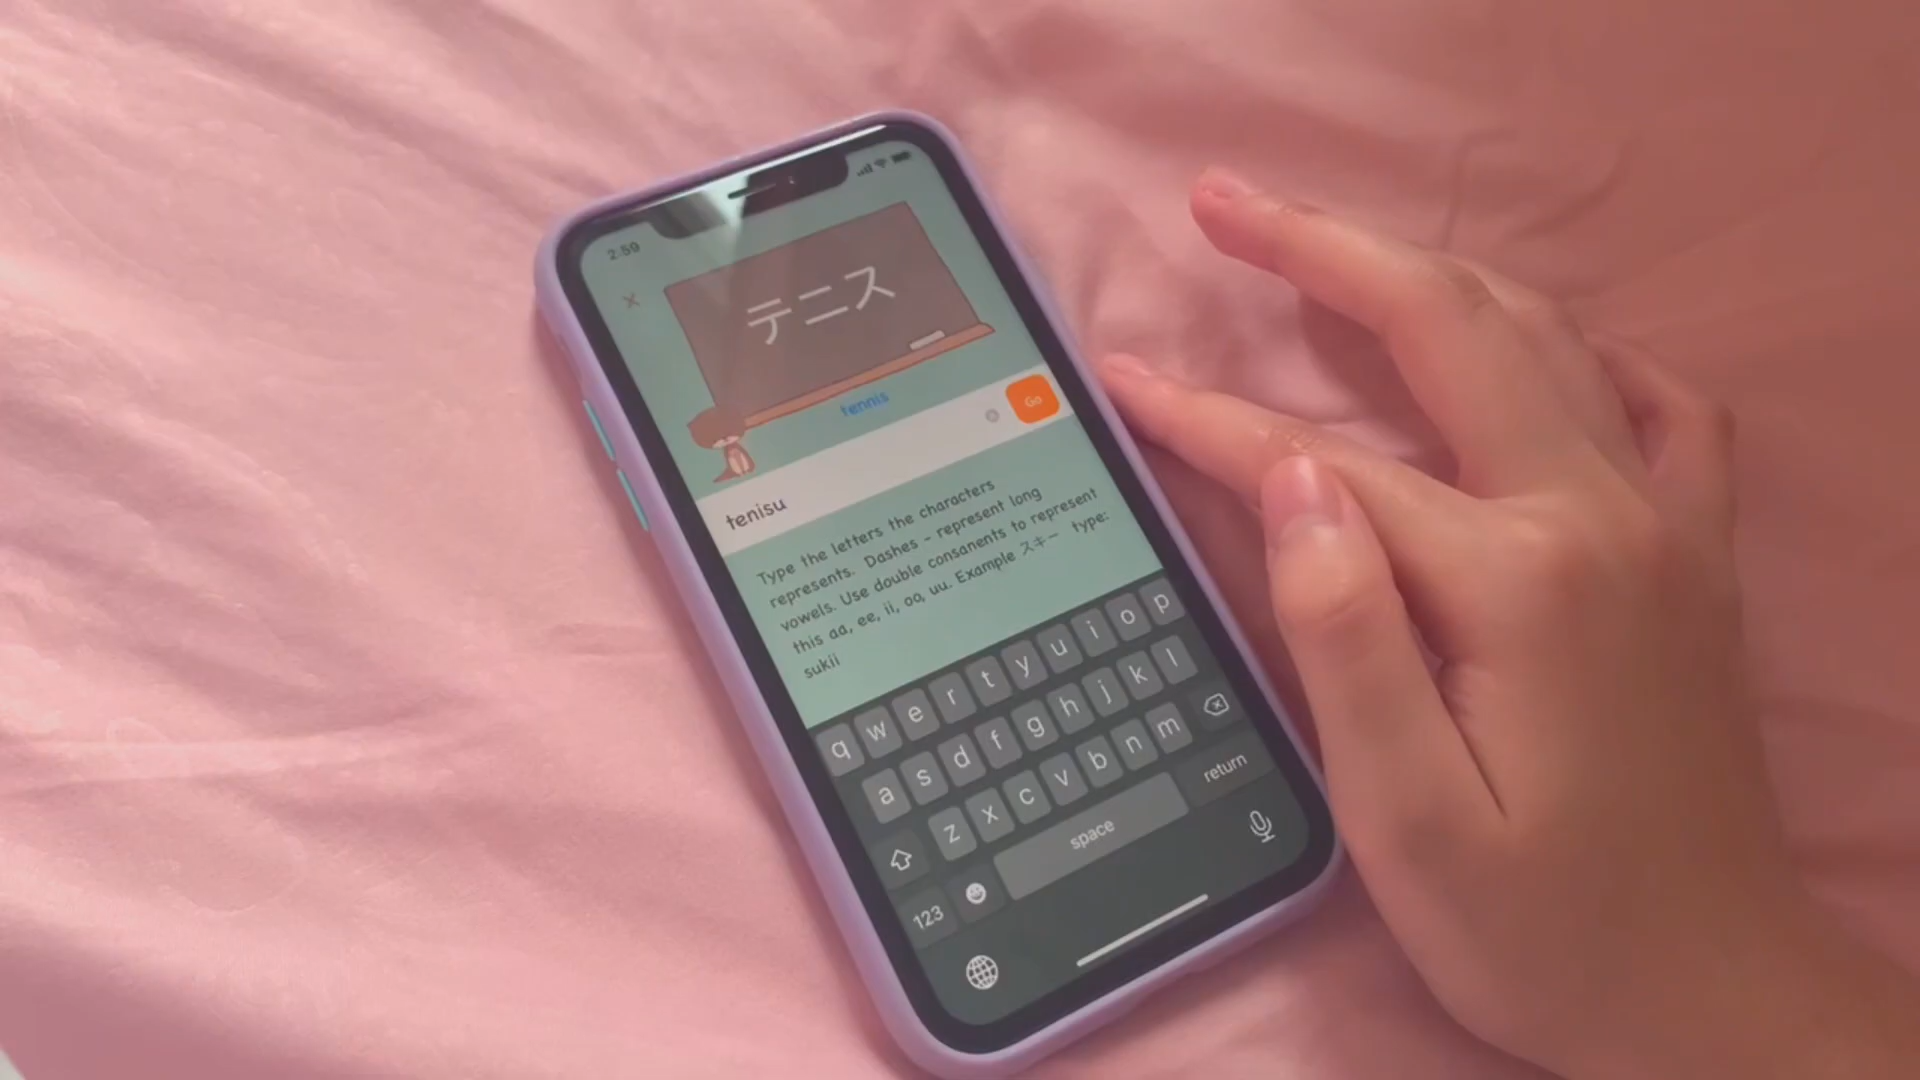 2:59
テニス
tennis
Go
tenisu
Type the letters the characters
represents. Dashes - represent long
vowels. Use double consanents to represent
this aa, ee, ii, oo, uu. Example スキー type:
sukii
q w e r t y u i o p
a s d f g h j k l
z x c v b n m
123 space return